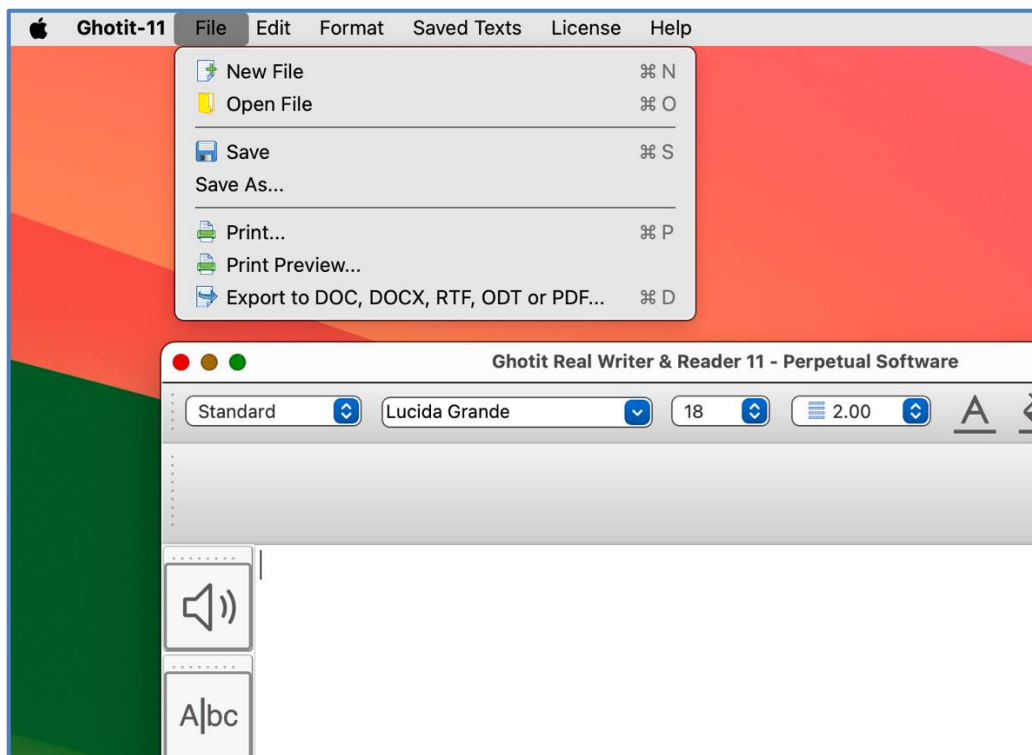 Ghotit-11 File Edit Format Saved Texts License Help
New File ⌘ N
Open File ⌘ O
Save ⌘ S
Save As...
Print... ⌘ P
Print Preview...
Export to DOC, DOCX, RTF, ODT or PDF... ⌘ D
Ghotit Real Writer & Reader 11 - Perpetual Software
Standard Lucida Grande 18 2.00 A
A|bc